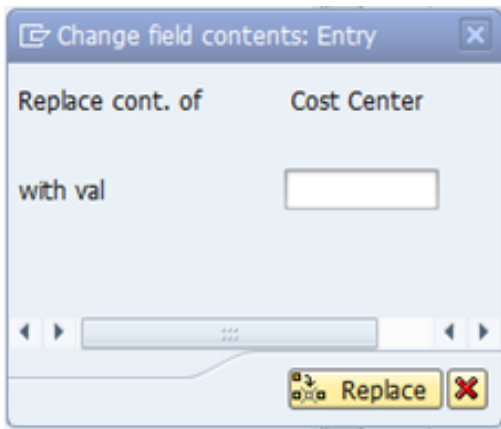 Change field contents: Entry
Replace cont. of Cost Center
with val
Replace